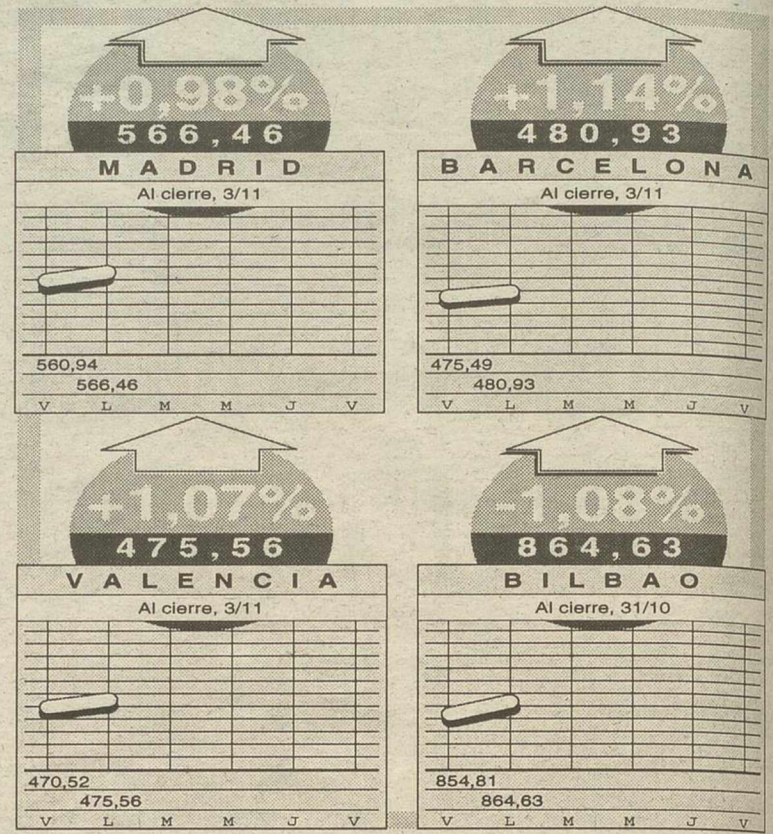 +0,98%
566,46
MADRID
Al cierre, 3/11
560,94
566,46
V L M M J V
+1,14%
480,93
BARCELONA
Al cierre, 3/11
475,49
480,93
V L M M J V
+1,07%
475,56
VALENCIA
Al cierre, 3/11
470,52
475,56
V L M M J V
-1,08%
864,63
BILBAO
Al cierre, 31/10
854,81
864,63
V L M M J V